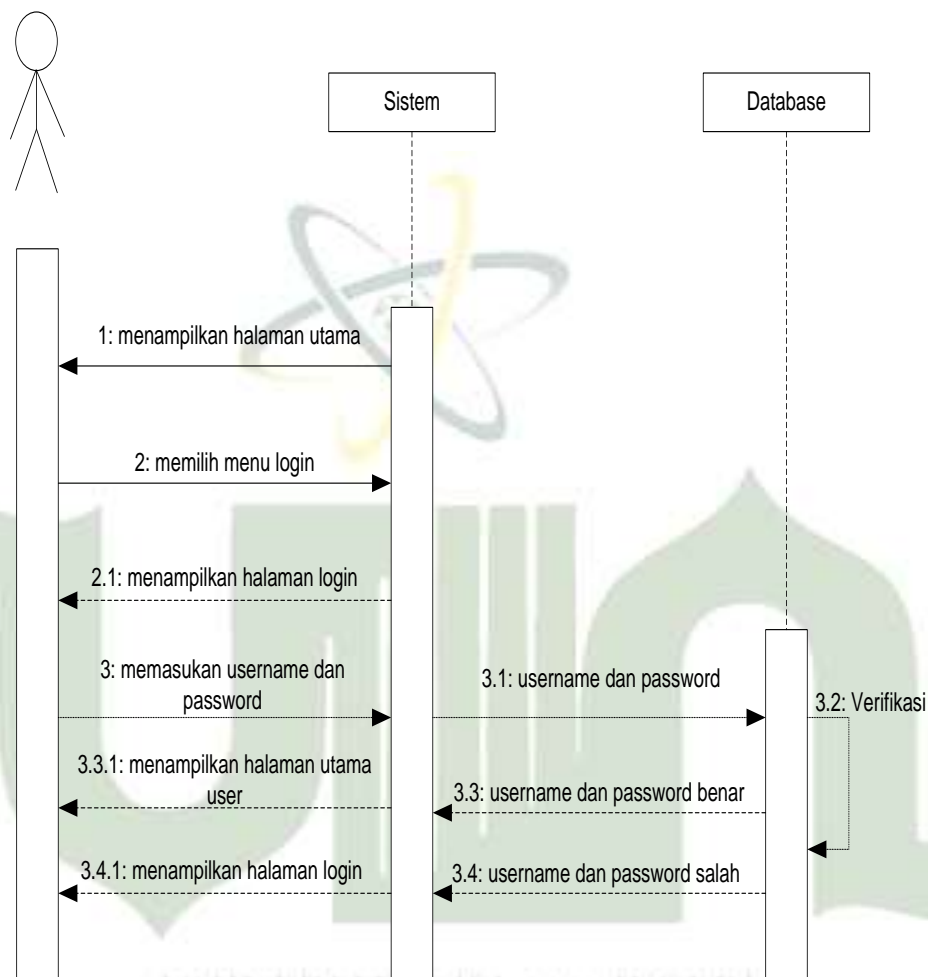 Sistem
Database
1: menampilkan halaman utama
2: memilih menu login
2.1: menampilkan halaman login
3: memasukan username dan
password
3.1: username dan password
3.2: Verifikasi
3.3.1: menampilkan halaman utama
user
3.3: username dan password benar
3.4.1: menampilkan halaman login
3.4: username dan password salah